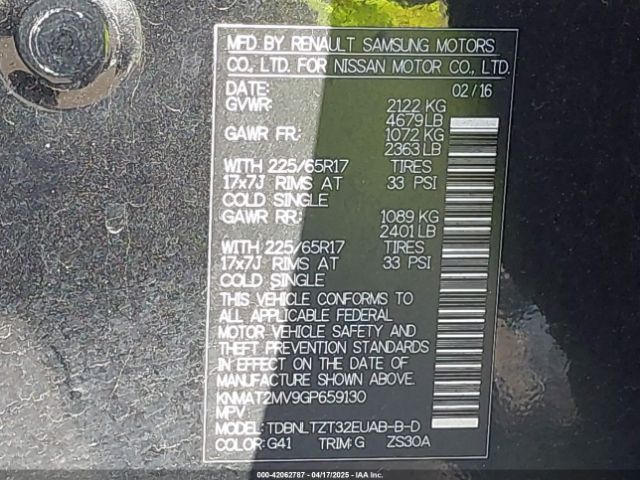 MFD BY RENAULT SAMSUNG MOTORS
CO., LTD. FOR NISSAN MOTOR CO., LTD.
DATE: 02/16
GVWR: 2122 KG
4679 LB
GAWR FR: 1072 KG
2363 LB
WITH 225/65R17 TIRES
17x7J RIMS AT 33 PSI
COLD SINGLE
GAWR RR: 1089 KG
2401 LB
WITH 225/65R17 TIRES
17x7J RIMS AT 33 PSI
COLD SINGLE
THIS VEHICLE CONFORMS TO
ALL APPLICABLE FEDERAL
MOTOR VEHICLE SAFETY AND
THEFT PREVENTION STANDARDS
IN EFFECT ON THE DATE OF
MANUFACTURE SHOWN ABOVE.
KNMAT2MV9GP659130
MPV
MODEL: TDBNLTZT32EUAB-B-D
COLOR: G41 TRIM: G ZS30A
000-42062787 - 04/17/2025 - IAAI.COM